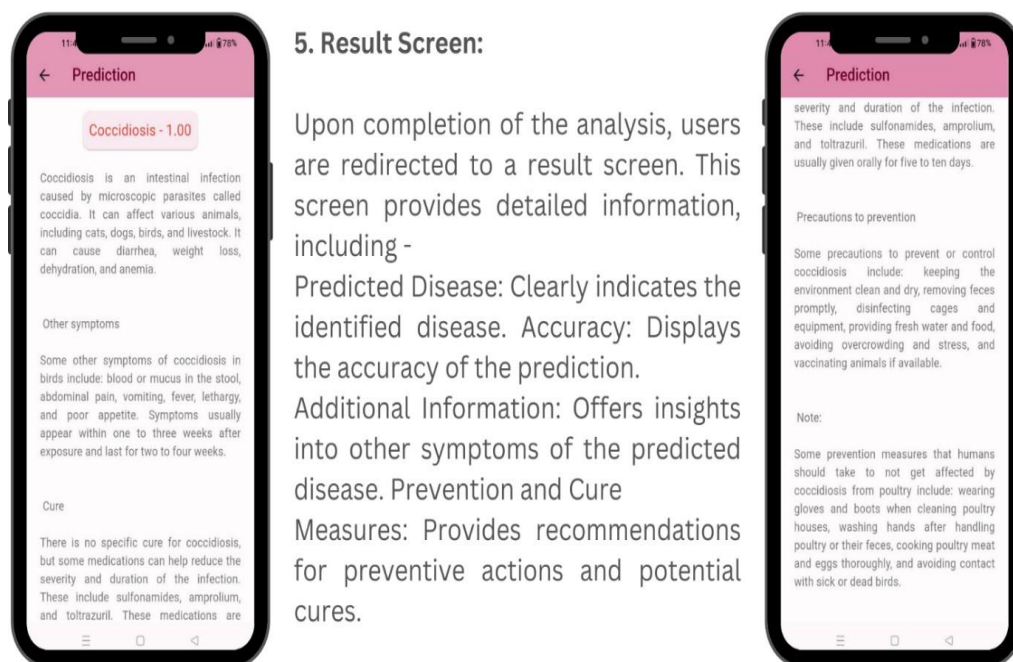 11:4
78%
Prediction
Coccidiosis - 1.00
Coccidiosis is an intestinal infection
caused by microscopic parasites called
coccidia. It can affect various animals,
including cats, dogs, birds, and livestock. It
can cause diarrhea, weight loss,
dehydration, and anemia.
Other symptoms
Some other symptoms of coccidiosis in
birds include: blood or mucus in the stool,
abdominal pain, vomiting, fever, lethargy,
and poor appetite. Symptoms usually
appear within one to three weeks after
exposure and last for two to four weeks.
Cure
There is no specific cure for coccidiosis,
but some medications can help reduce the
severity and duration of the infection.
These include sulfonamides, amprolium,
and toltrazuril. These medications are
5. Result Screen:
Upon completion of the analysis, users
are redirected to a result screen. This
screen provides detailed information,
including -
Predicted Disease: Clearly indicates the
identified disease. Accuracy: Displays
the accuracy of the prediction.
Additional Information: Offers insights
into other symptoms of the predicted
disease. Prevention and Cure
Measures: Provides recommendations
for preventive actions and potential
cures.
11:
78%
Prediction
severity and duration of the infection.
These include sulfonamides, amprolium,
and toltrazuril. These medications are
usually given orally for five to ten days.
Precautions to prevention
Some precautions to prevent or control
coccidiosis include: keeping the
environment clean and dry, removing feces
promptly, disinfecting cages and
equipment, providing fresh water and food,
avoiding overcrowding and stress, and
vaccinating animals if available.
Note:
Some prevention measures that humans
should take to not get affected by
coccidiosis from poultry include: wearing
gloves and boots when cleaning poultry
houses, washing hands after handling
poultry or their feces, cooking poultry meat
and eggs thoroughly, and avoiding contact
with sick or dead birds.